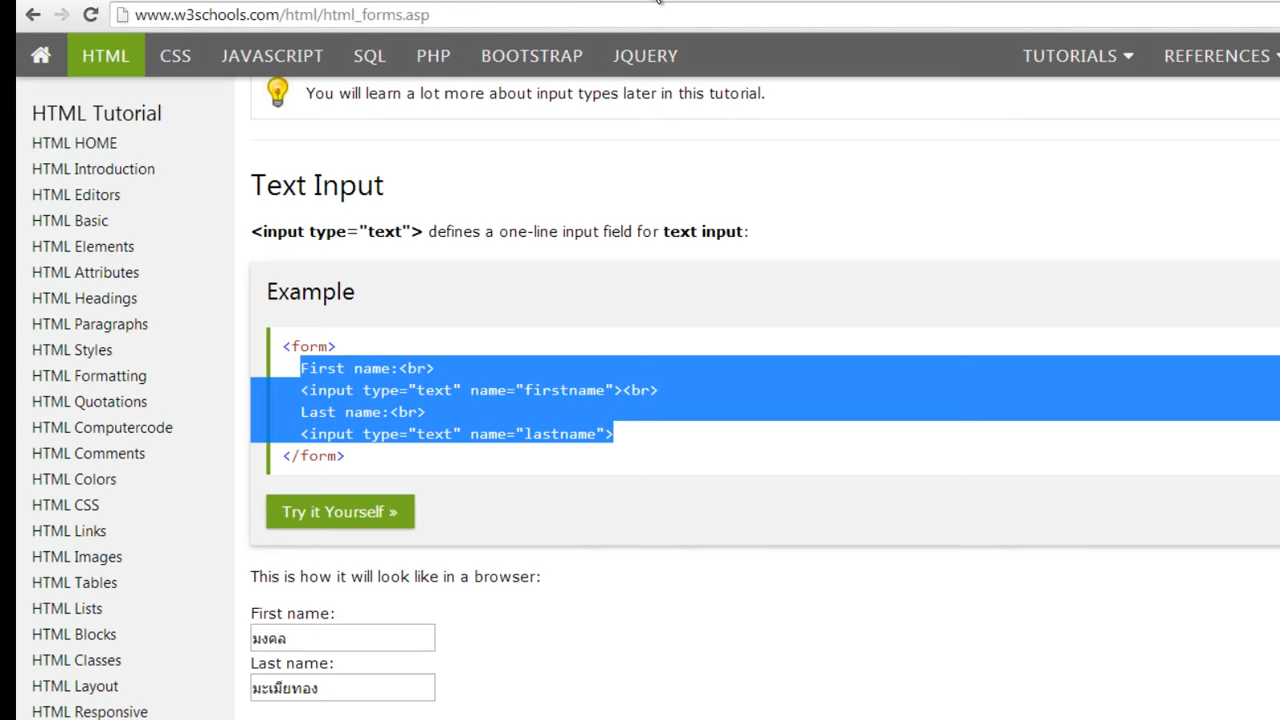 www.w3schools.com/html/html_forms.asp
HTML CSS JAVASCRIPT SQL PHP BOOTSTRAP JQUERY TUTORIALS REFERENCES
HTML Tutorial
HTML HOME
HTML Introduction
HTML Editors
HTML Basic
HTML Elements
HTML Attributes
HTML Headings
HTML Paragraphs
HTML Styles
HTML Formatting
HTML Quotations
HTML Computercode
HTML Comments
HTML Colors
HTML CSS
HTML Links
HTML Images
HTML Tables
HTML Lists
HTML Blocks
HTML Classes
HTML Layout
HTML Responsive
You will learn a lot more about input types later in this tutorial.
Text Input
<input type="text"> defines a one-line input field for text input:
Example
<form>
First name:<br>
<input type="text" name="firstname"><br>
Last name:<br>
<input type="text" name="lastname">
</form>
Try it Yourself »
This is how it will look like in a browser:
First name:
มงคล
Last name:
มะเมียทอง